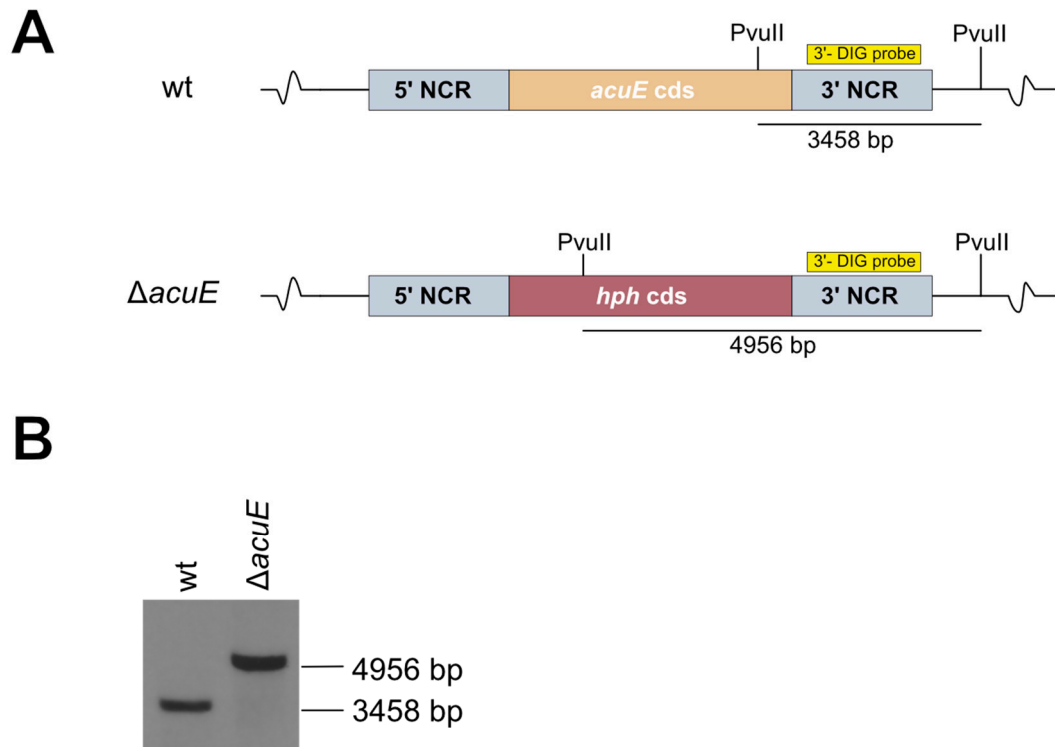 A
PvuII
PvuII
3'- DIG probe
wt
5' NCR
acuE cds
3' NCR
3458 bp
PvuII
PvuII
3'- DIG probe
ΔacuE
5' NCR
hph cds
3' NCR
4956 bp
B
wt
ΔacuE
4956 bp
3458 bp